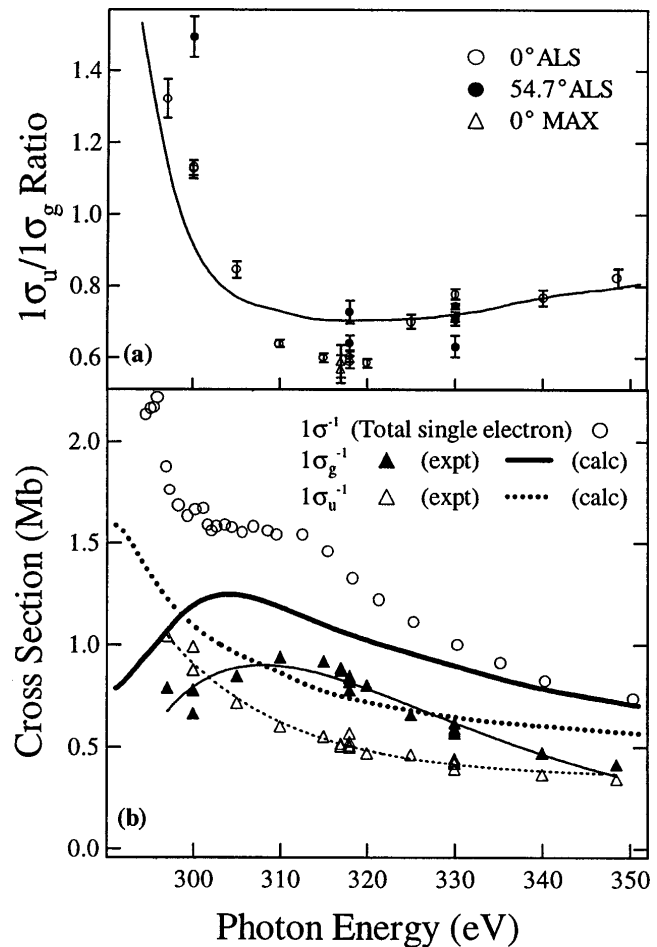 1.4
1.2
1.0
0.8
0.6
1σu/1σg Ratio
○ 0° ALS
● 54.7° ALS
△ 0° MAX
(a)
2.0
1.5
1.0
0.5
0.0
Cross Section (Mb)
1σ⁻¹ (Total single electron) ○
1σg⁻¹ ▲ (expt) (calc)
1σu⁻¹ △ (expt) (calc)
(b)
300 310 320 330 340 350
Photon Energy (eV)